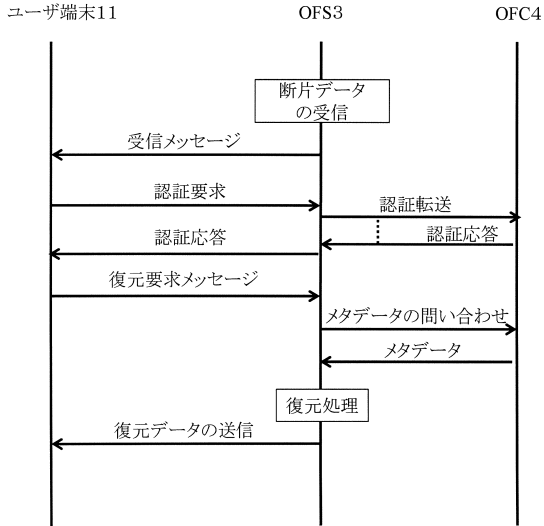 ユーザ端末11
OFS3
OFC4
断片データ
の受信
受信メッセージ
認証要求
認証転送
認証応答
認証応答
復元要求メッセージ
メタデータの問い合わせ
メタデータ
復元処理
復元データの送信